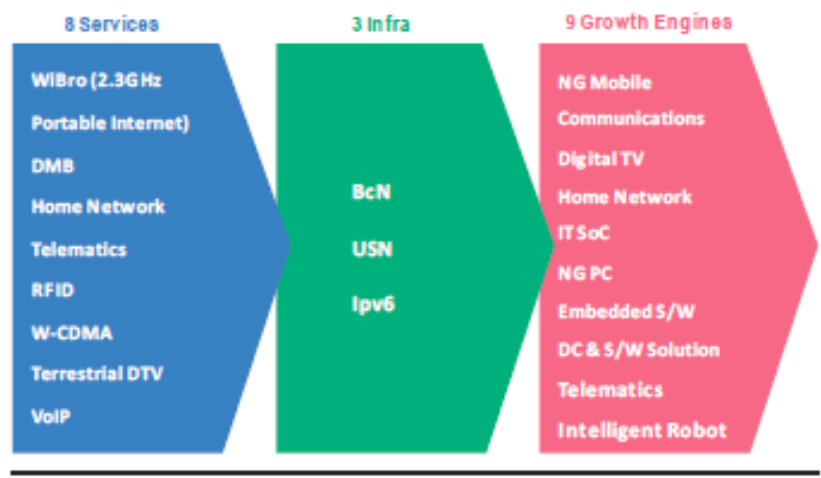 8 Services
WiBro (2.3GHz
Portable Internet)
DMB
Home Network
Telematics
RFID
W-CDMA
Terrestrial DTV
VoIP
3 Infra
BcN
USN
Ipv6
9 Growth Engines
NG Mobile
Communications
Digital TV
Home Network
IT SoC
NG PC
Embedded S/W
DC & S/W Solution
Telematics
Intelligent Robot